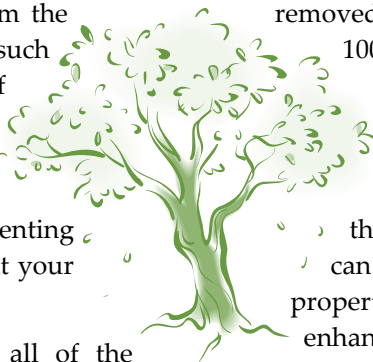 m the
such
f
enting
t your
all of the
removed
100
th
can
propert
enhan